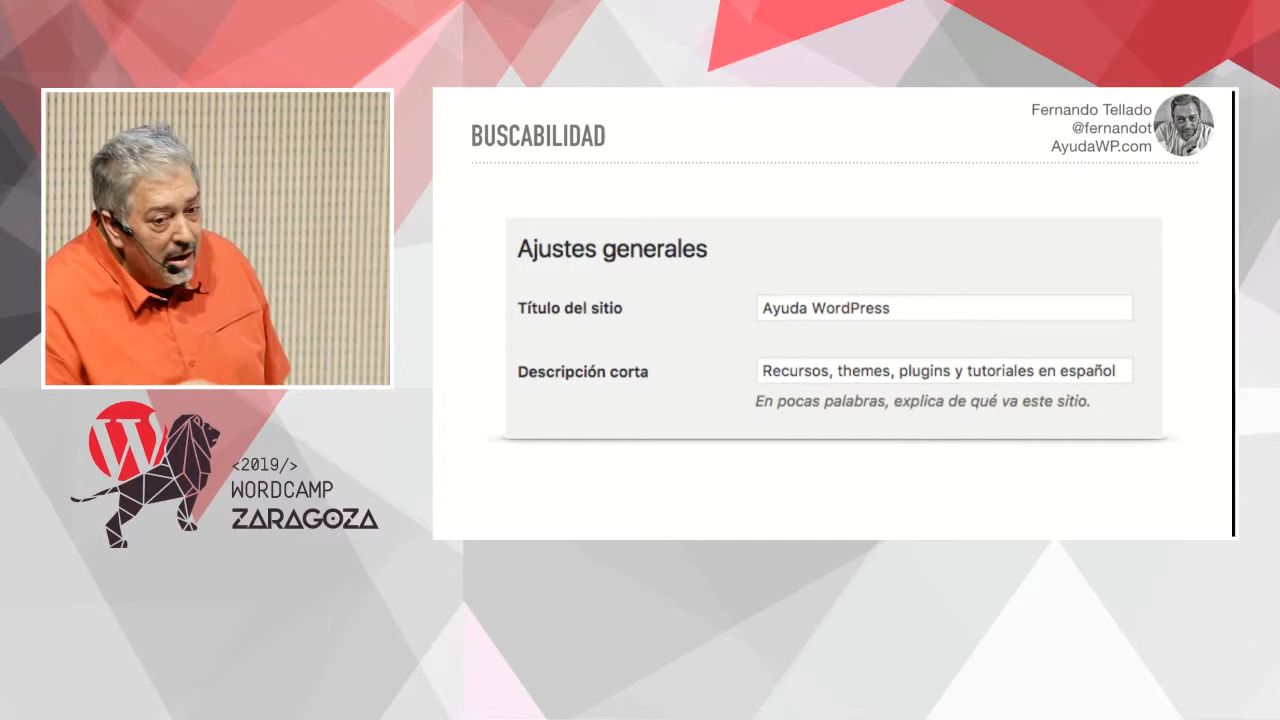 BUSCABILIDAD
Fernando Tellado
@fernandot
AyudaWP.com
Ajustes generales
Título del sitio
Ayuda WordPress
Descripción corta
Recursos, themes, plugins y tutoriales en español
En pocas palabras, explica de qué va este sitio.
W
<2019/>
WORDCAMP
ZARAGOZA